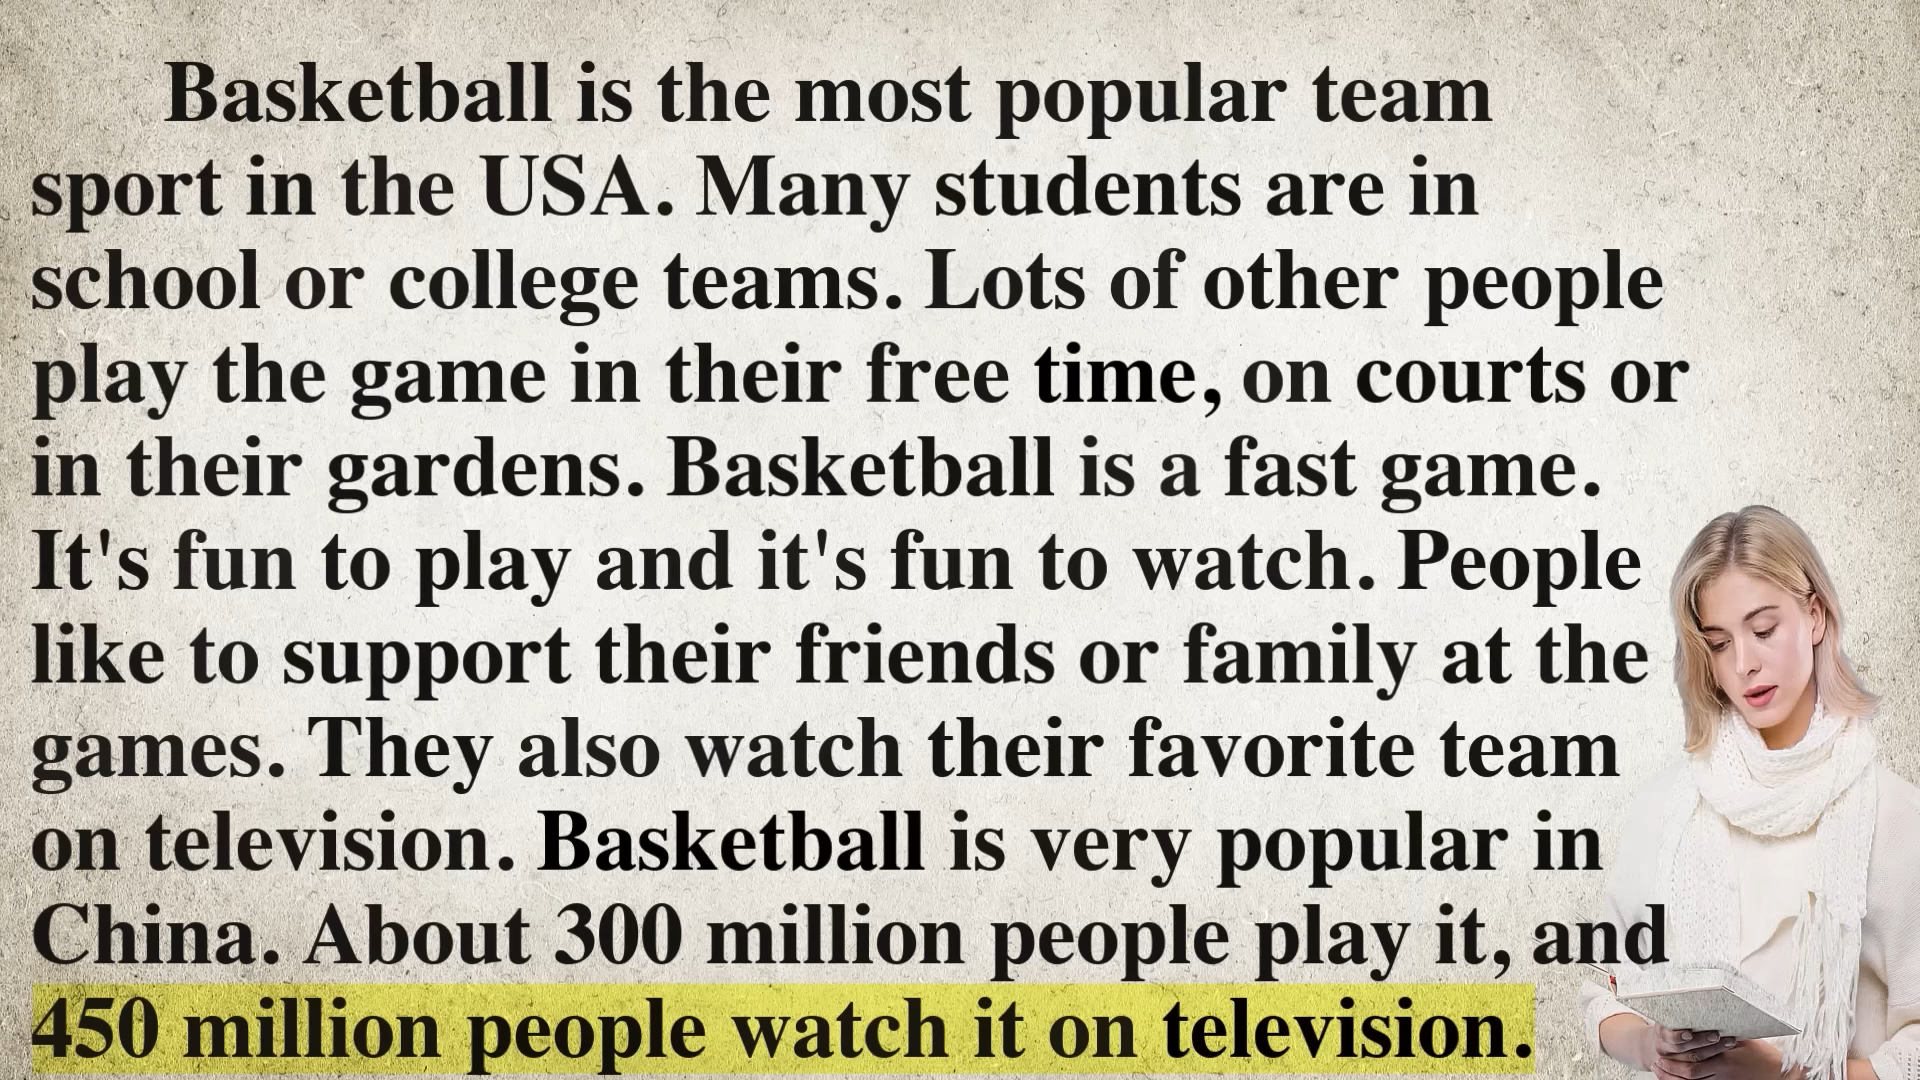 Basketball is the most popular team
sport in the USA. Many students are in
school or college teams. Lots of other people
play the game in their free time, on courts or
in their gardens. Basketball is a fast game.
It's fun to play and it's fun to watch. People
like to support their friends or family at the
games. They also watch their favorite team
on television. Basketball is very popular in
China. About 300 million people play it, and
450 million people watch it on television.